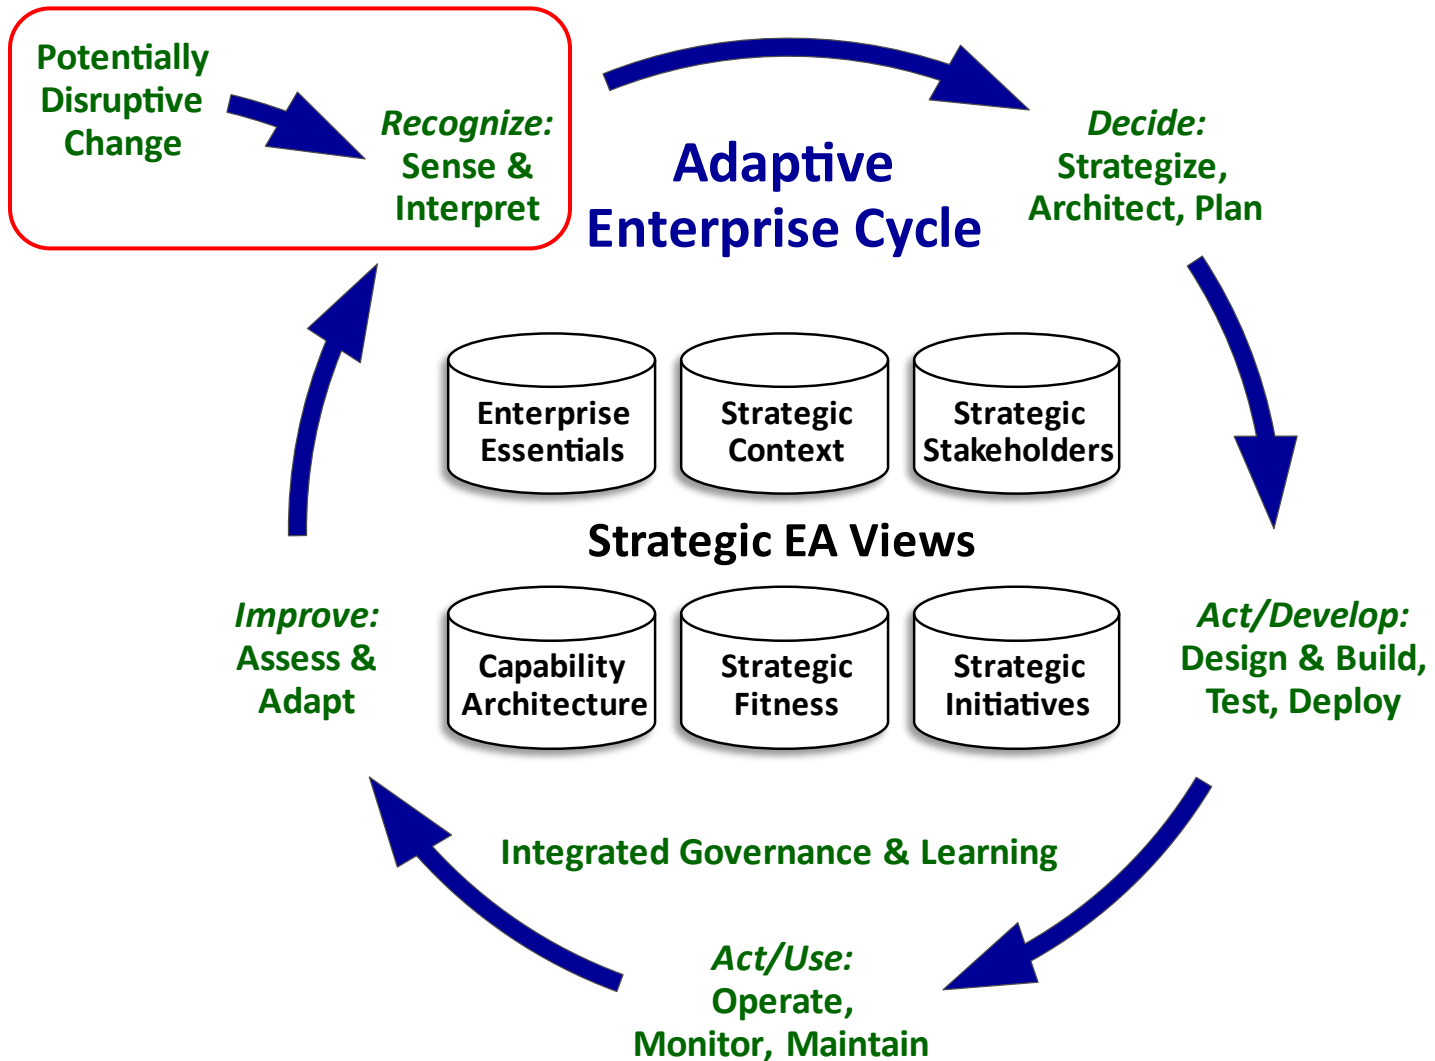 Potentially
Disruptive
Change
Recognize:
Sense &
Interpret
Adaptive
Enterprise Cycle
Decide:
Strategize,
Architect, Plan
Enterprise
Essentials
Strategic
Context
Strategic
Stakeholders
Strategic EA Views
Improve:
Assess &
Adapt
Capability
Architecture
Strategic
Fitness
Strategic
Initiatives
Act/Develop:
Design & Build,
Test, Deploy
Integrated Governance & Learning
Act/Use:
Operate,
Monitor, Maintain